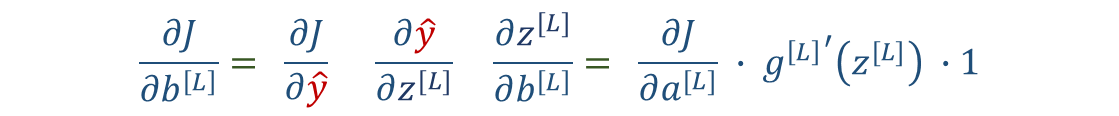 ∂J/∂b^[L] = ∂J/∂ŷ ∂ŷ/∂z^[L] ∂z^[L]/∂b^[L] = ∂J/∂a^[L] · g^[L]′(z^[L]) · 1